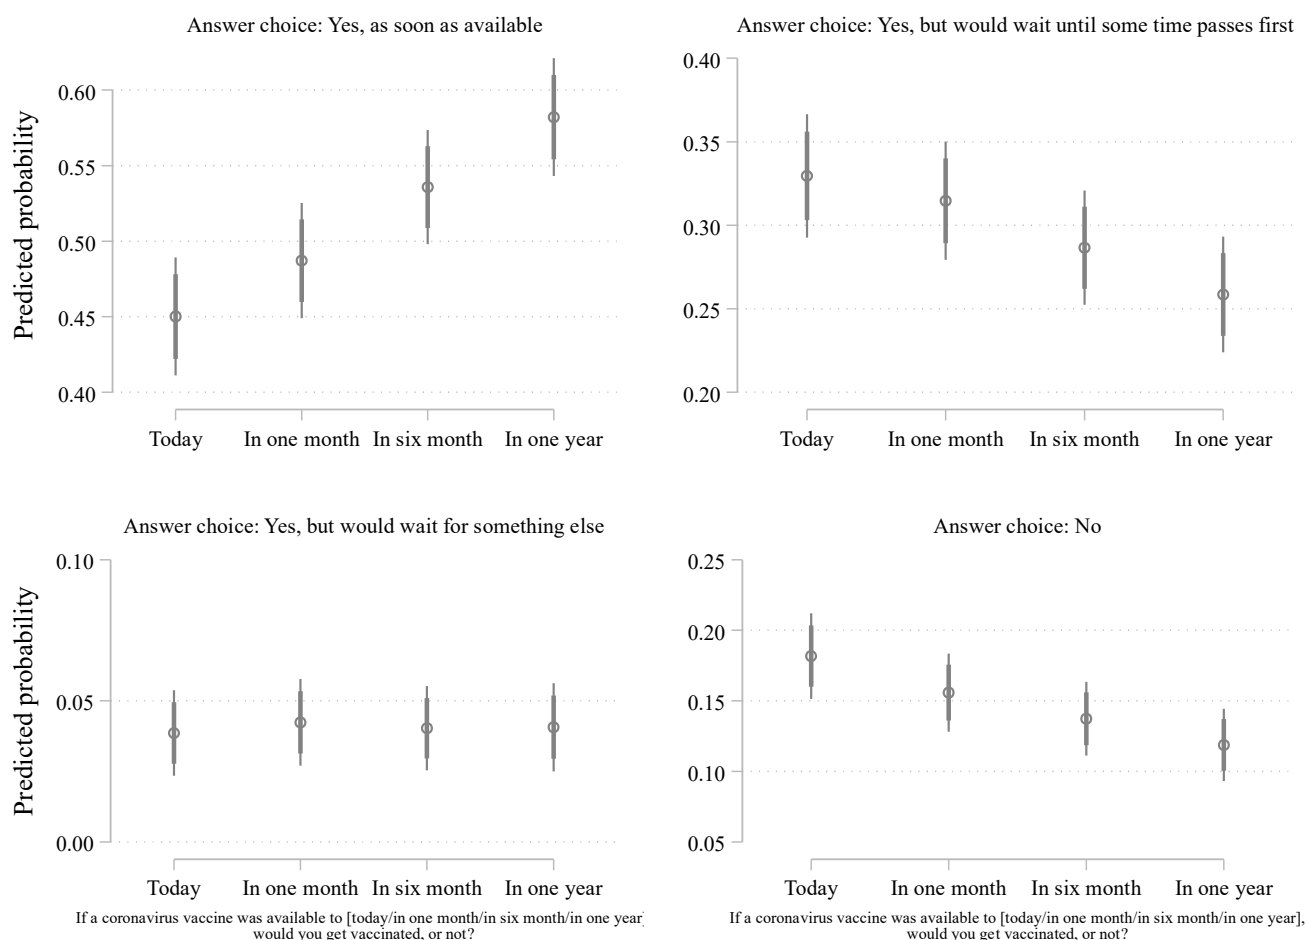 Answer choice: Yes, as soon as available
Predicted probability
0.60
0.55
0.50
0.45
0.40
Today
In one month
In six month
In one year
Answer choice: Yes, but would wait until some time passes first
0.40
0.35
0.30
0.25
0.20
Today
In one month
In six month
In one year
Answer choice: Yes, but would wait for something else
Predicted probability
0.10
0.05
0.00
Today
In one month
In six month
In one year
If a coronavirus vaccine was available to [today/in one month/in six month/in one year]
would you get vaccinated, or not?
Answer choice: No
0.25
0.20
0.15
0.10
0.05
Today
In one month
In six month
In one year
If a coronavirus vaccine was available to [today/in one month/in six month/in one year],
would you get vaccinated, or not?